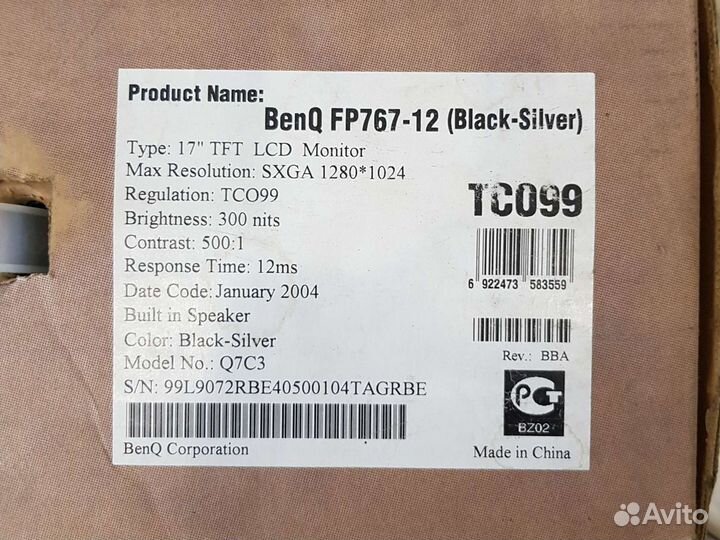 Product Name:
BenQ FP767-12 (Black-Silver)
Type: 17" TFT LCD Monitor
Max Resolution: SXGA 1280*1024
Regulation: TCO99
Brightness: 300 nits
Contrast: 500:1
Response Time: 12ms
Date Code: January 2004
Built in Speaker
Color: Black-Silver
Model No.: Q7C3
S/N: 99L9072RBE40500104TAGRBE
BenQ Corporation
TCO99
6 922473 583559
Rev.: BBA
PCT
BZ02
Made in China
Avito